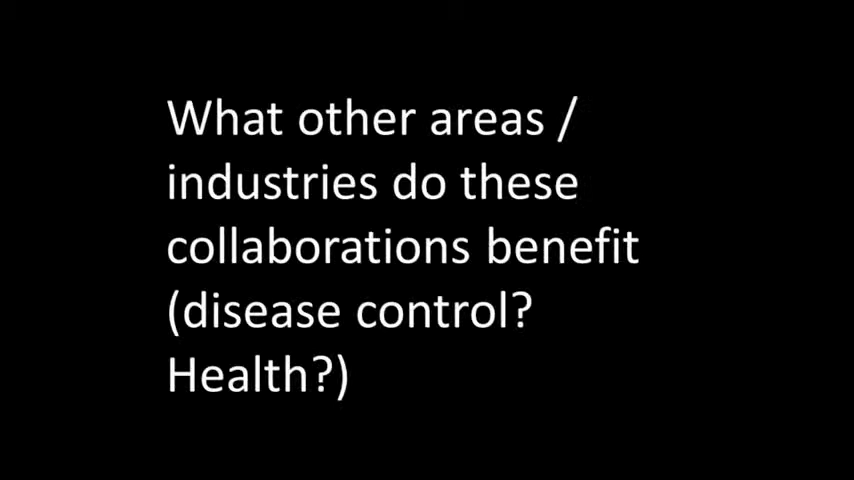 What other areas /
industries do these
collaborations benefit
(disease control?
Health?)